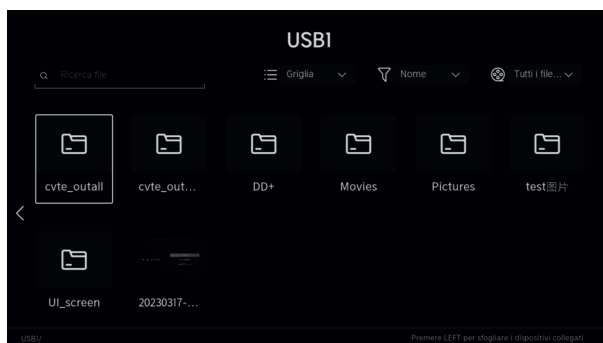 USB1
Ricerca file
Griglia
Nome
Tutti i file...
cvte_outall
cvte_out...
DD+
Movies
Pictures
test图片
UI_screen
20230317-...
USB1/
Premere LEFT per sfogliare i dispositivi collegati